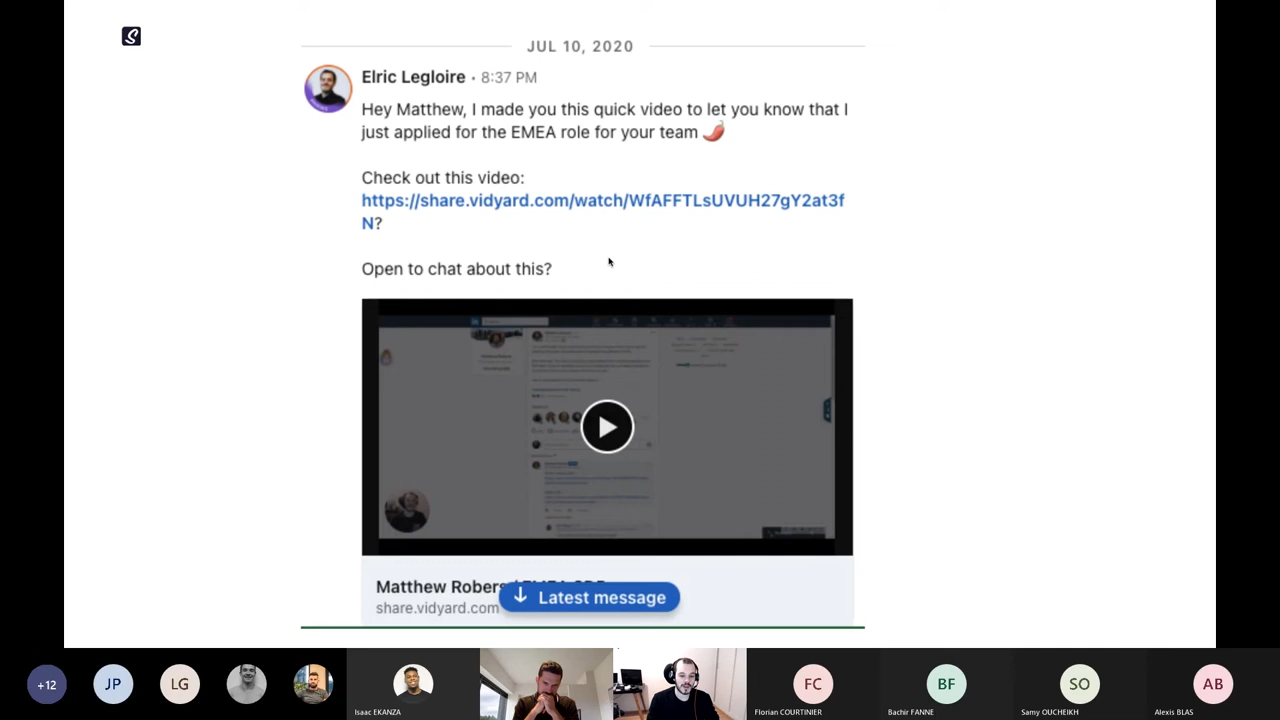 S
JUL 10, 2020
Elric Legloire • 8:37 PM
Hey Matthew, I made you this quick video to let you know that I
just applied for the EMEA role for your team 🌶️
Check out this video:
https://share.vidyard.com/watch/WfAFFTLsUVUH27gY2at3f
N?
Open to chat about this?
Matthew Robers
share.vidyard.com
↓ Latest message
+12
JP
LG
Isaac EKANZA
FC
Florian COURTINIER
BF
Bachir FANNE
SO
Samy OUCHEIKH
AB
Alexis BLAS